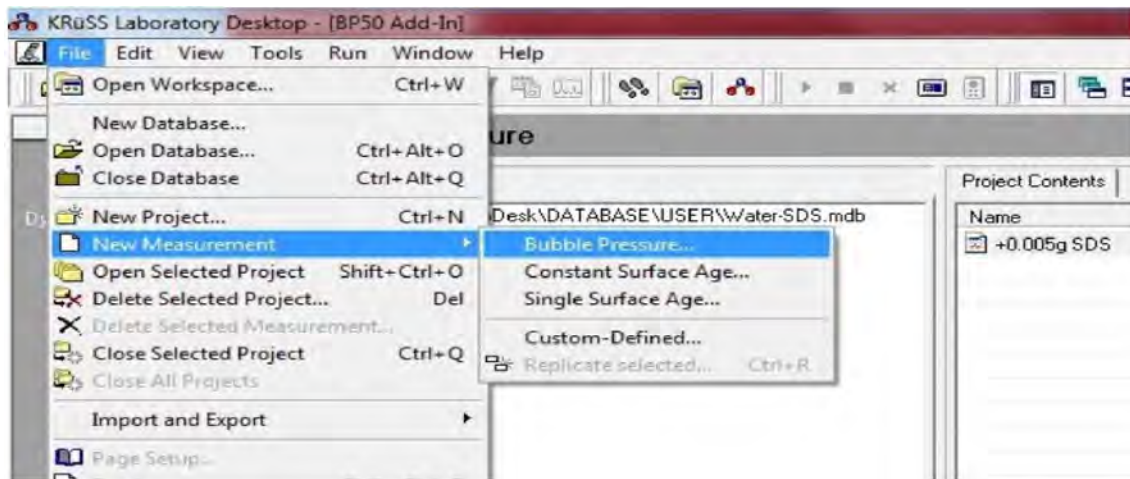 KRüSS Laboratory Desktop - [BP50 Add-In]
File Edit View Tools Run Window Help
Open Workspace... Ctrl+W
New Database...
Open Database... Ctrl+Alt+O
Close Database Ctrl+Alt+Q
New Project... Ctrl+N
New Measurement
Open Selected Project Shift+Ctrl+O
Delete Selected Project... Del
Delete Selected Measurement...
Close Selected Project Ctrl+Q
Close All Projects
Import and Export
Page Setup...
Bubble Pressure...
Constant Surface Age...
Single Surface Age...
Custom-Defined...
Replicate selected... Ctrl+R
ure
Desk\DATABASE\USER\Water-SDS.mdb
Project Contents
Name
+0.005g SDS